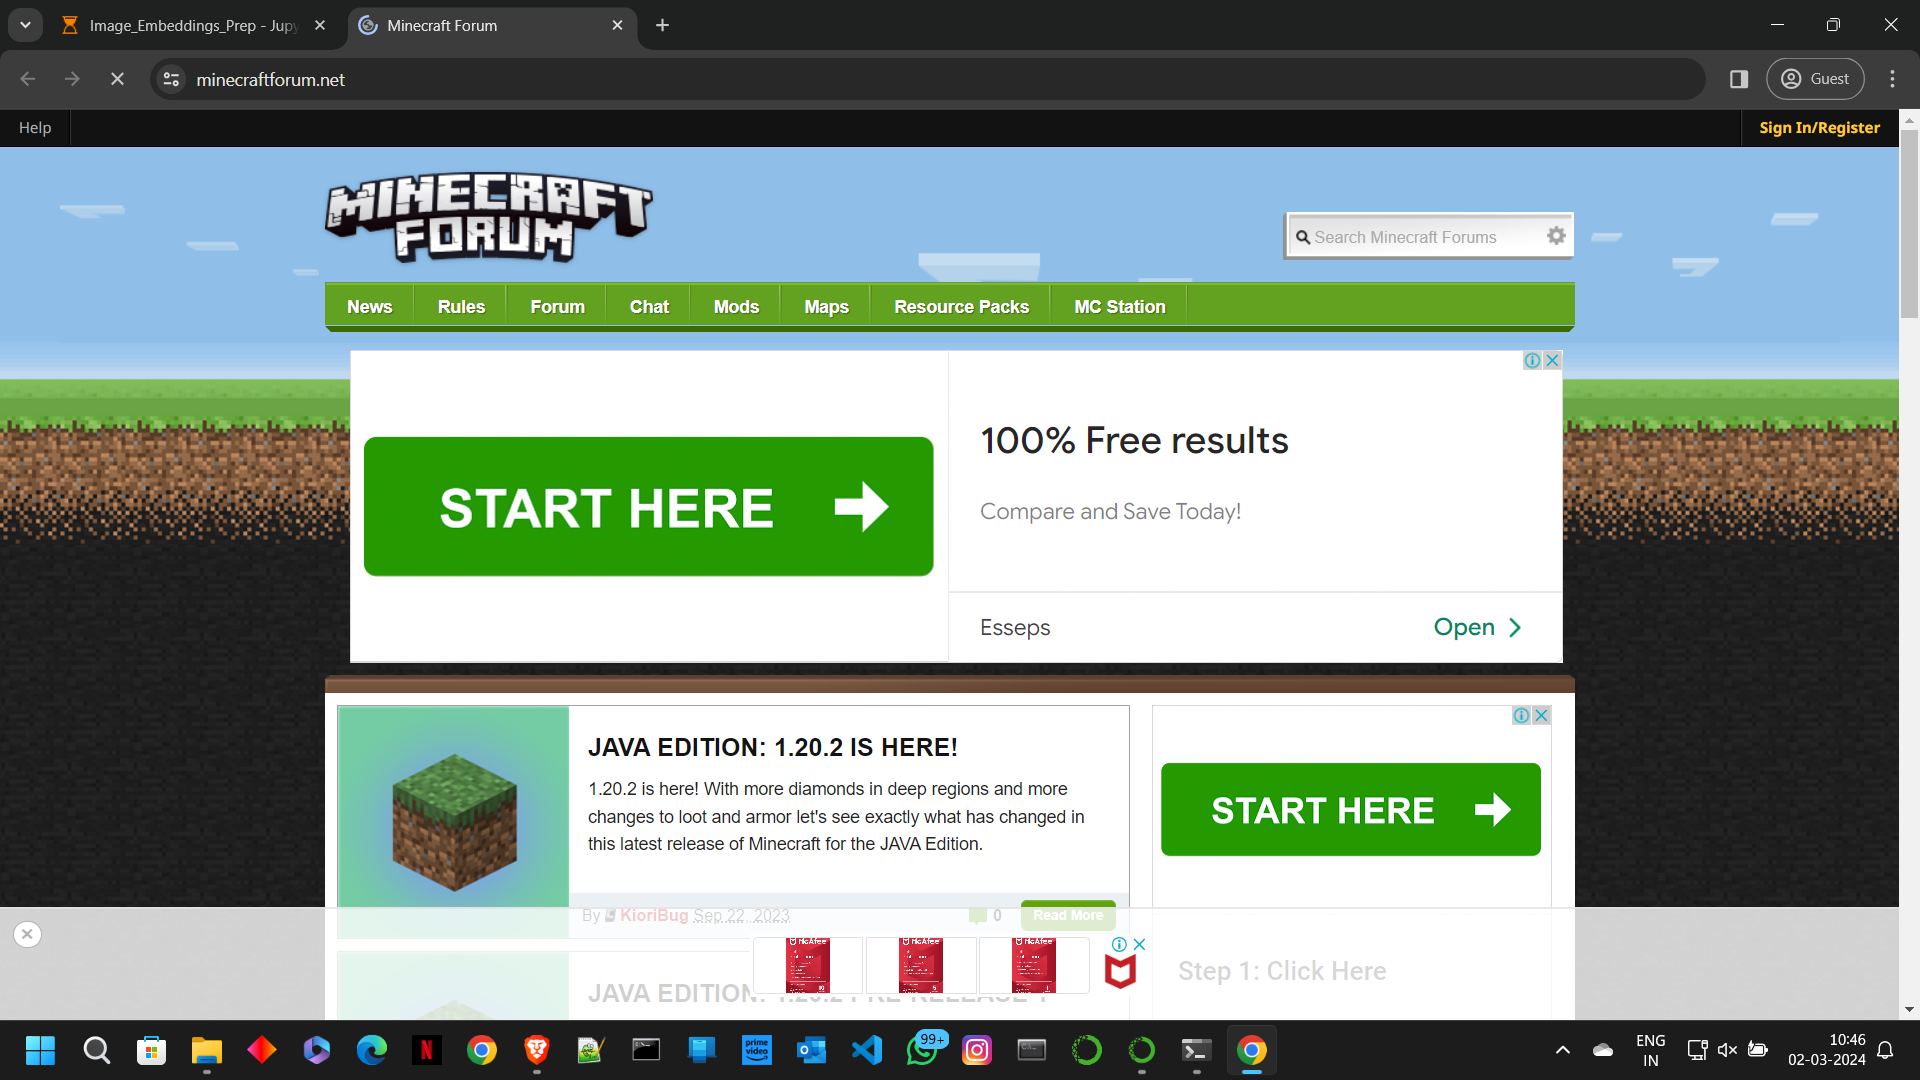 Image_Embeddings_Prep - Jupy
Minecraft Forum
minecraftforum.net
Guest
Help
Sign In/Register
MINECRAFT
FORUM
Search Minecraft Forums
News
Rules
Forum
Chat
Mods
Maps
Resource Packs
MC Station
START HERE
100% Free results
Compare and Save Today!
Esseps
Open
JAVA EDITION: 1.20.2 IS HERE!
1.20.2 is here! With more diamonds in deep regions and more
changes to loot and armor let's see exactly what has changed in
this latest release of Minecraft for the JAVA Edition.
START HERE
By KioriBug Sep 22, 2023
0
Read More
McAfee
McAfee
McAfee
Step 1: Click Here
JAVA EDITION: 1.20.2 PRE-RELEASE 1
prime
video
99+
ENG
IN
10:46
02-03-2024